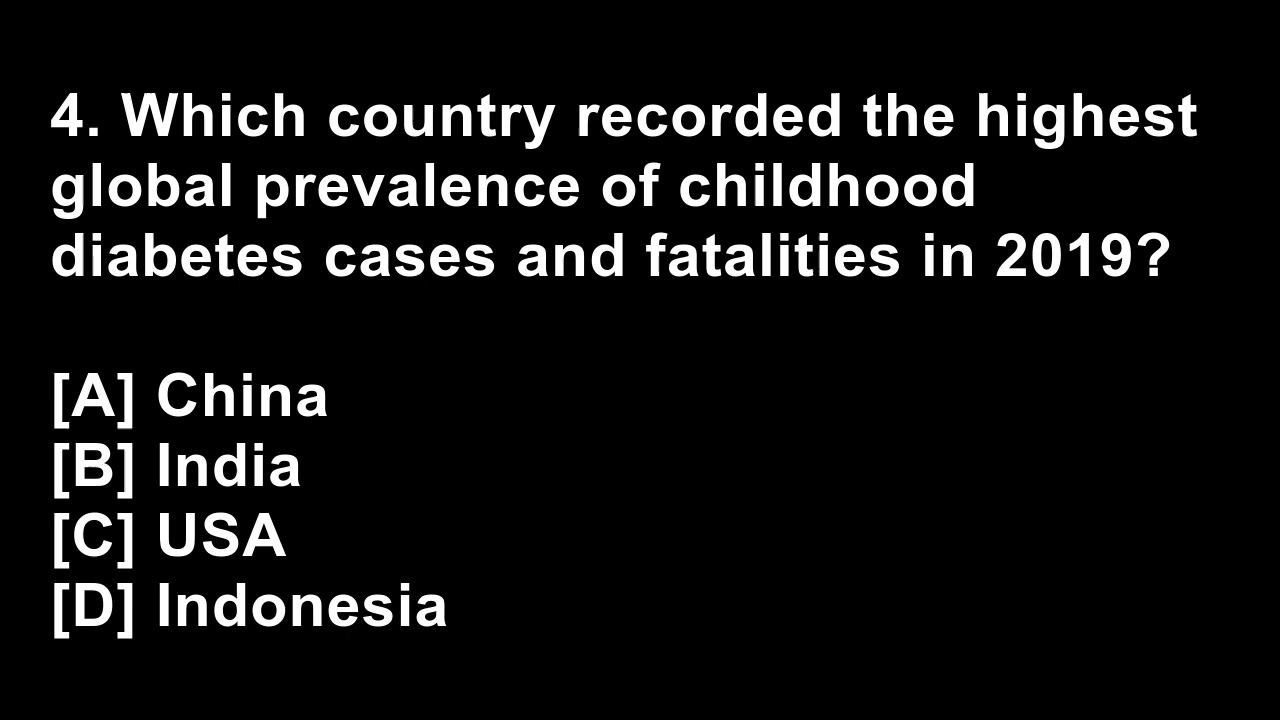 4. Which country recorded the highest
global prevalence of childhood
diabetes cases and fatalities in 2019?
[A] China
[B] India
[C] USA
[D] Indonesia